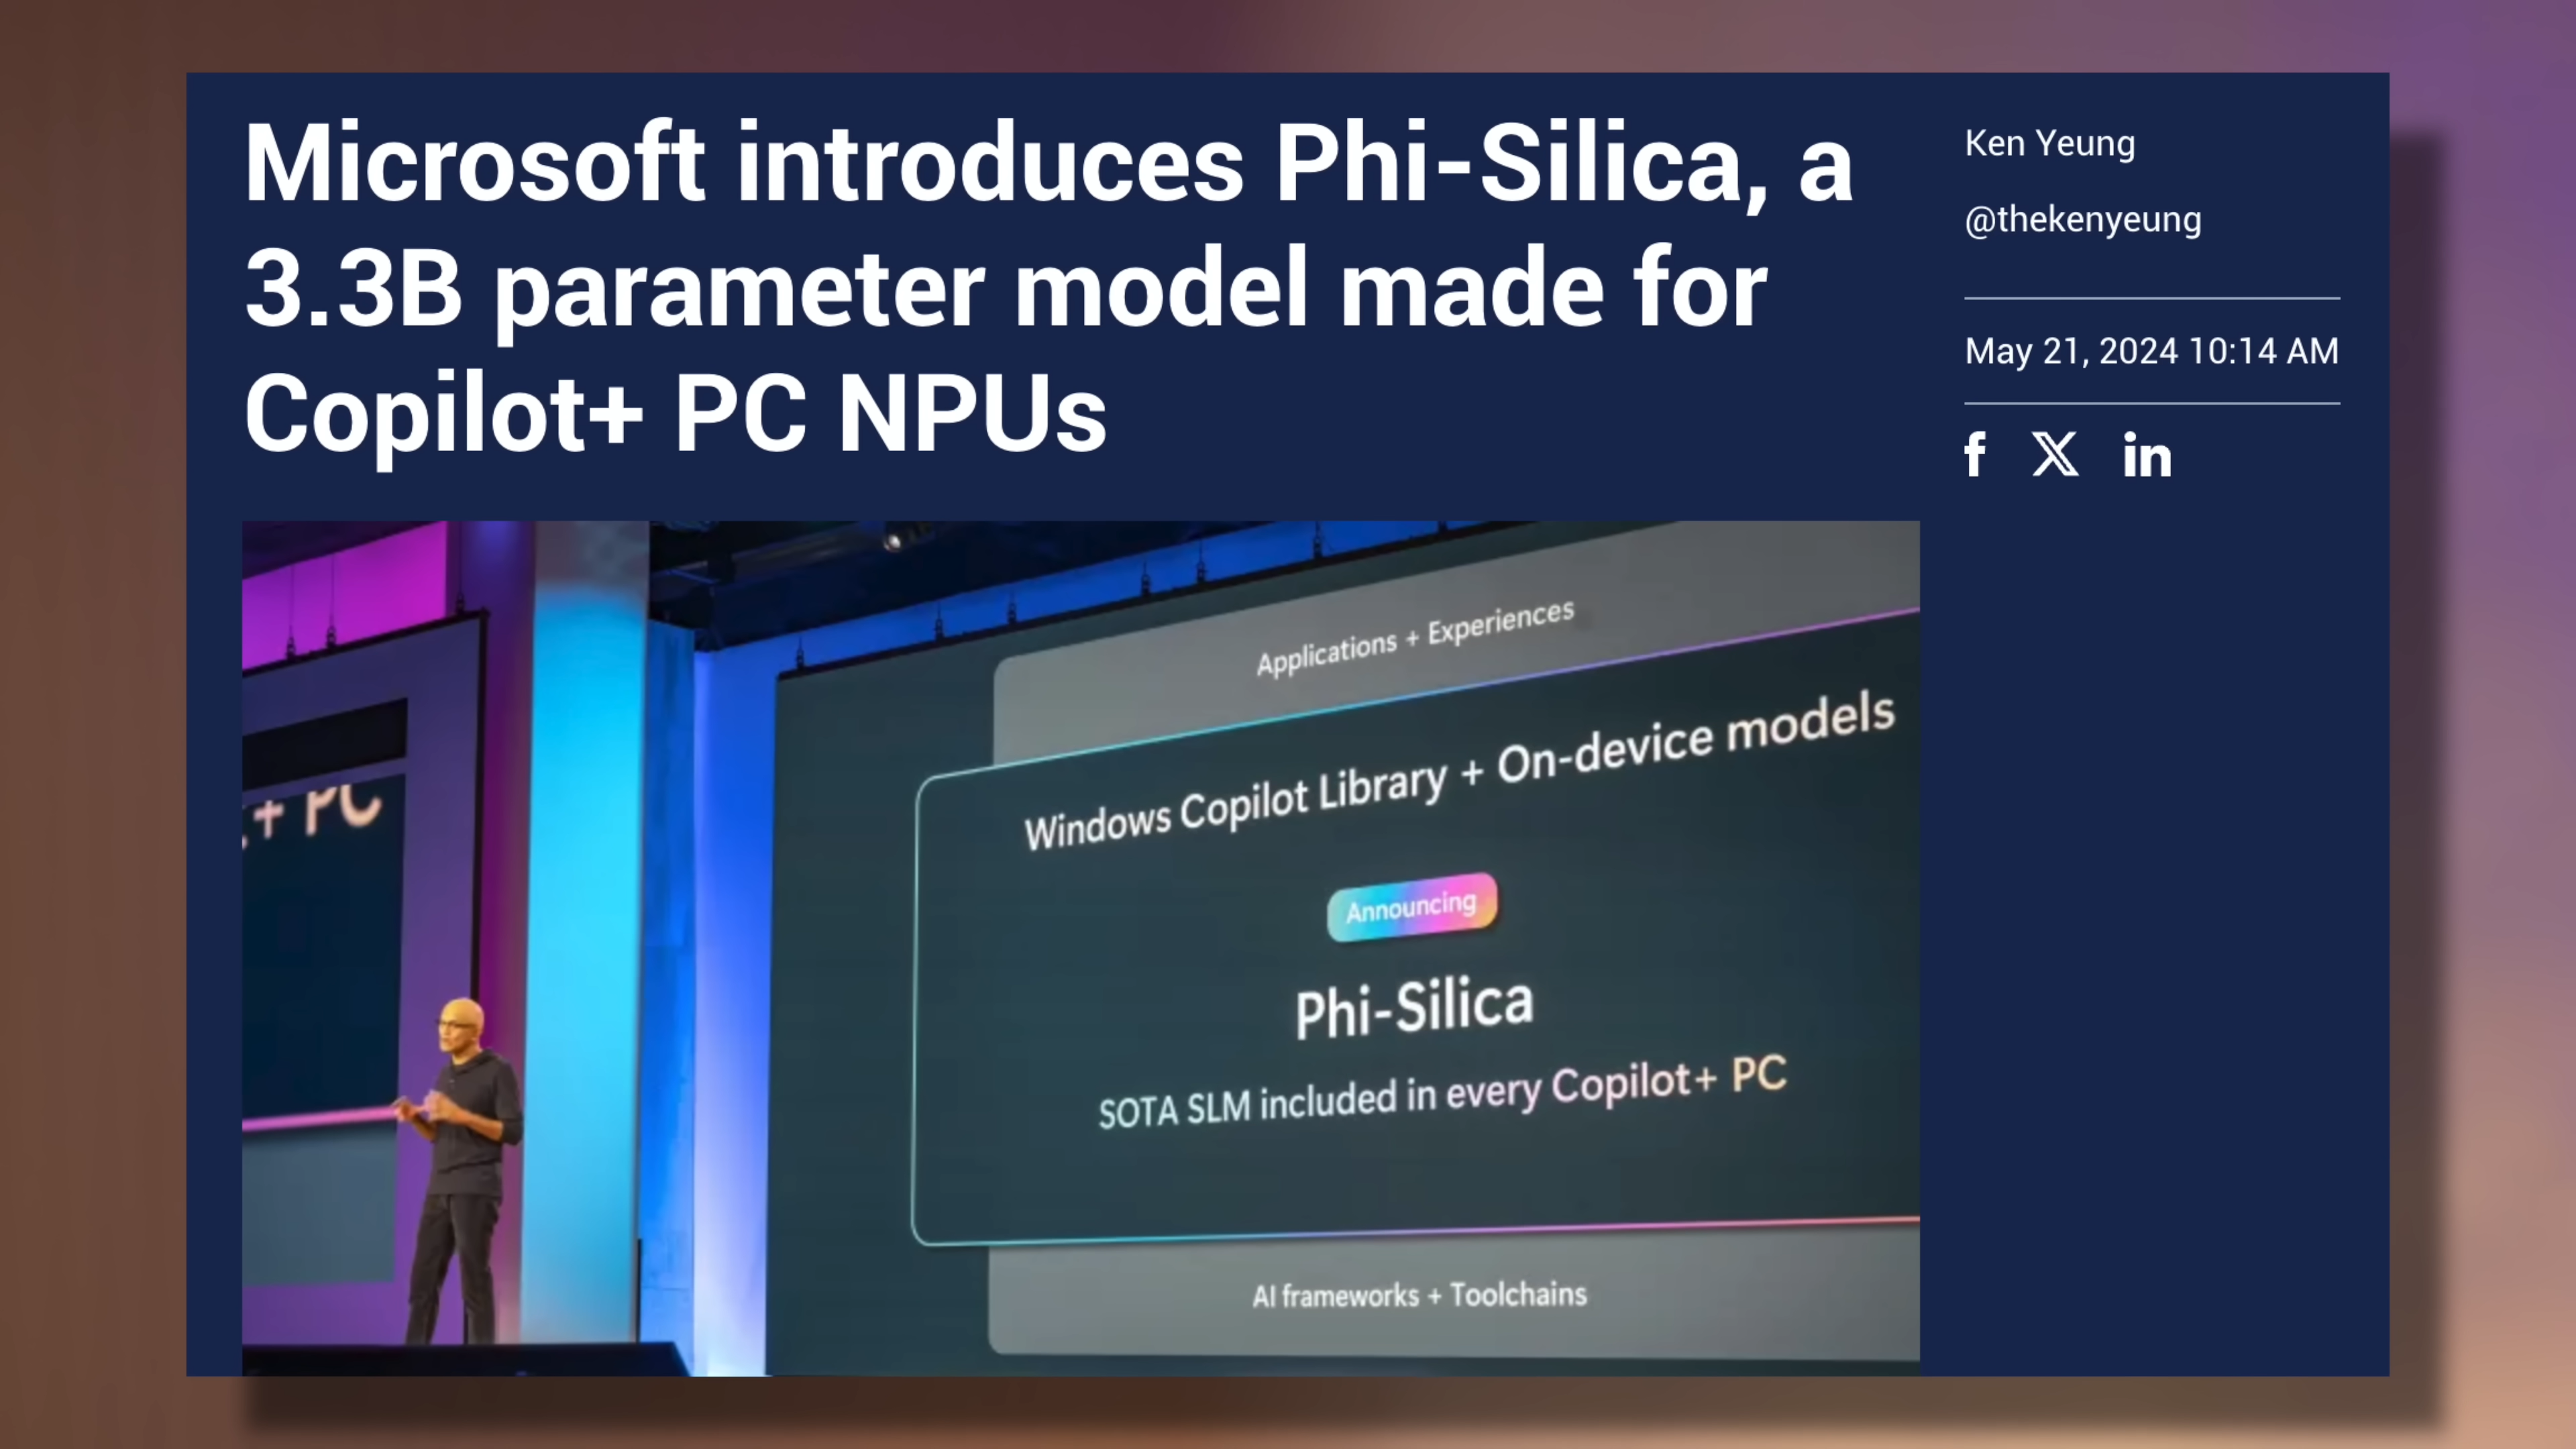 Microsoft introduces Phi-Silica, a
3.3B parameter model made for
Copilot+ PC NPUs
Ken Yeung
@thekenyeung
May 21, 2024 10:14 AM
f X in
+ PC
Applications + Experiences
Windows Copilot Library + On-device models
Announcing
Phi-Silica
SOTA SLM included in every Copilot+ PC
AI frameworks + Toolchains